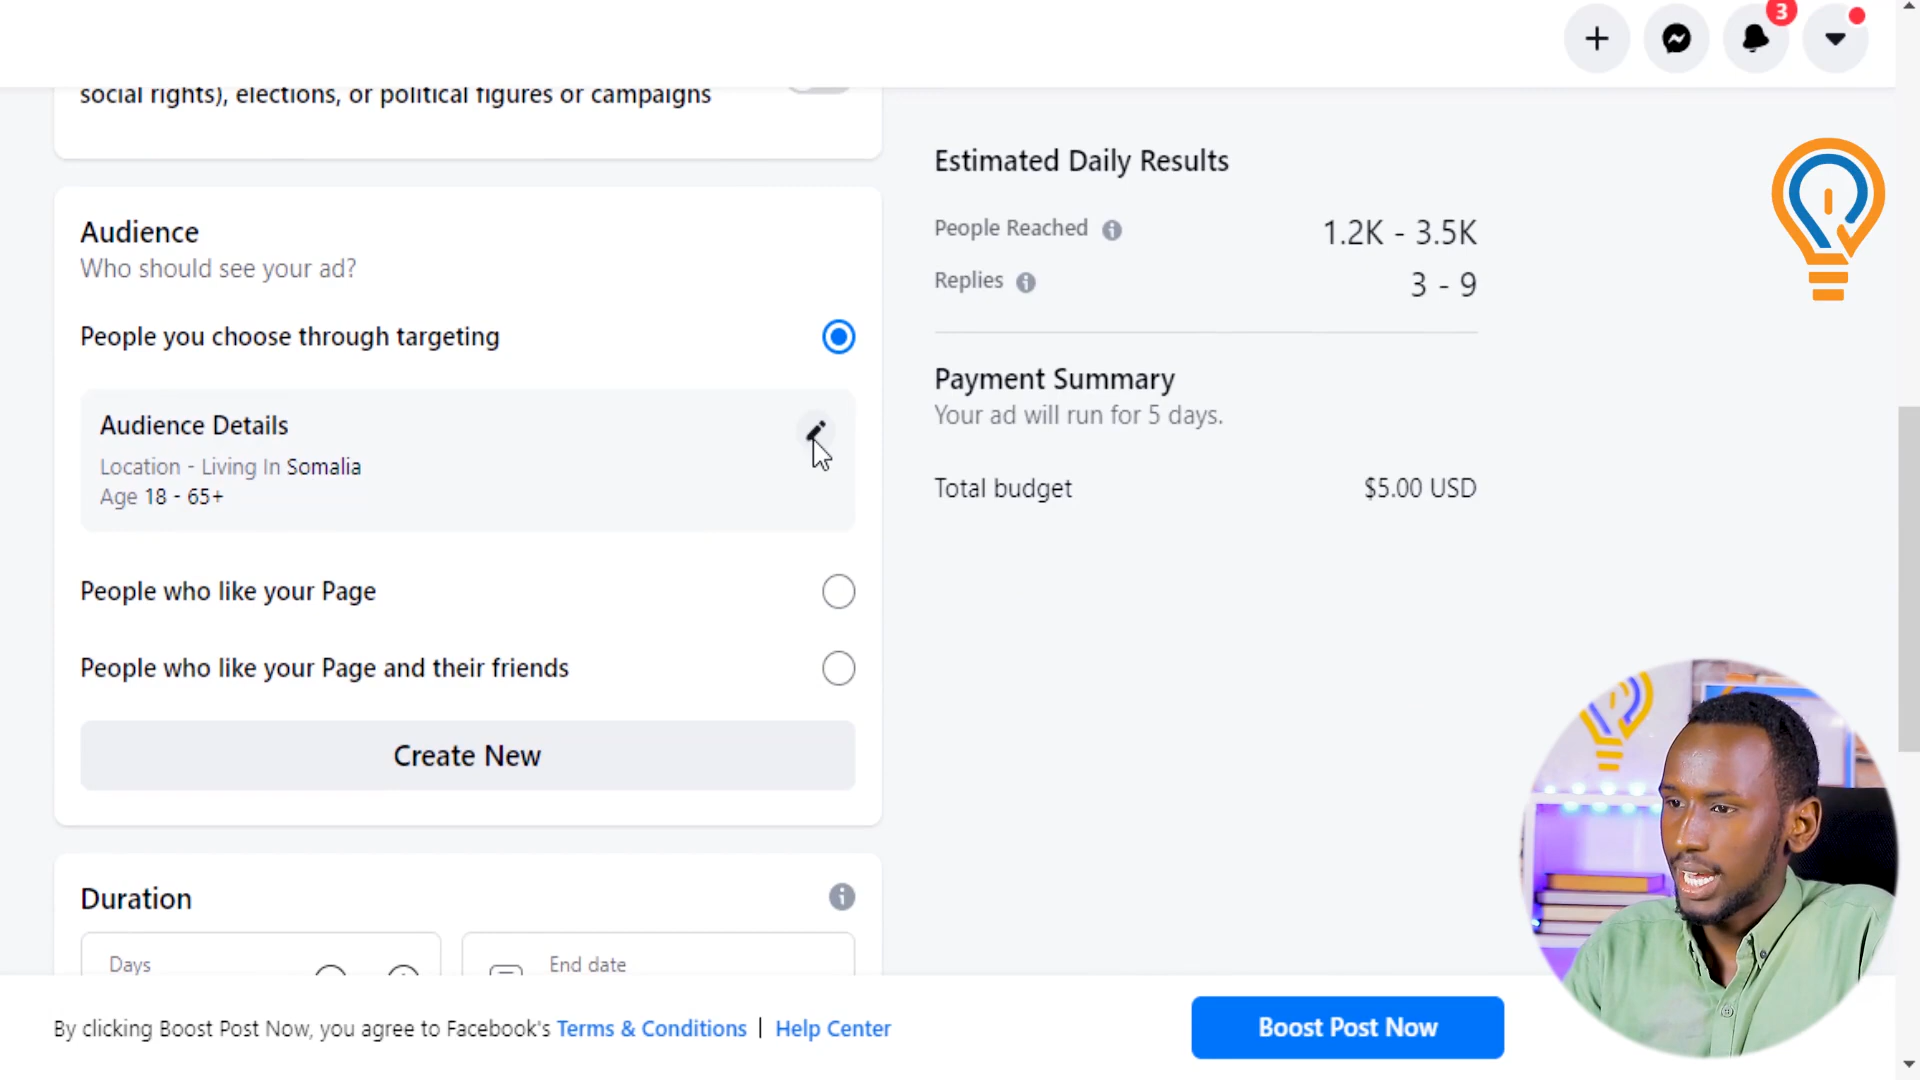 3
social rights), elections, or political figures or campaigns
Audience
Who should see your ad?
People you choose through targeting
Audience Details
Location - Living In Somalia
Age 18 - 65+
People who like your Page
People who like your Page and their friends
Create New
Duration
Days
End date
Estimated Daily Results
People Reached
1.2K - 3.5K
Replies
3 - 9
Payment Summary
Your ad will run for 5 days.
Total budget
$5.00 USD
By clicking Boost Post Now, you agree to Facebook's Terms & Conditions | Help Center
Boost Post Now